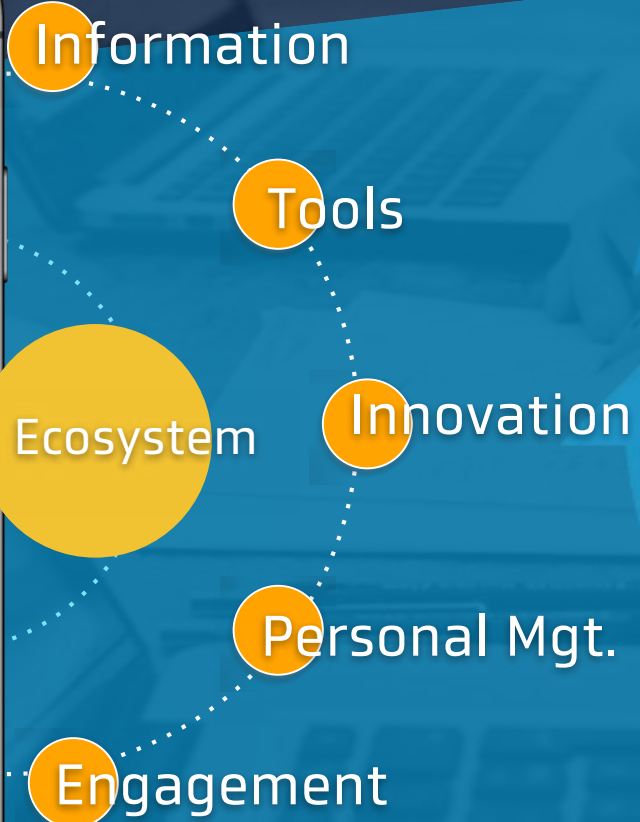 Information
Tools
Innovation
Ecosystem
Personal Mgt.
Engagement